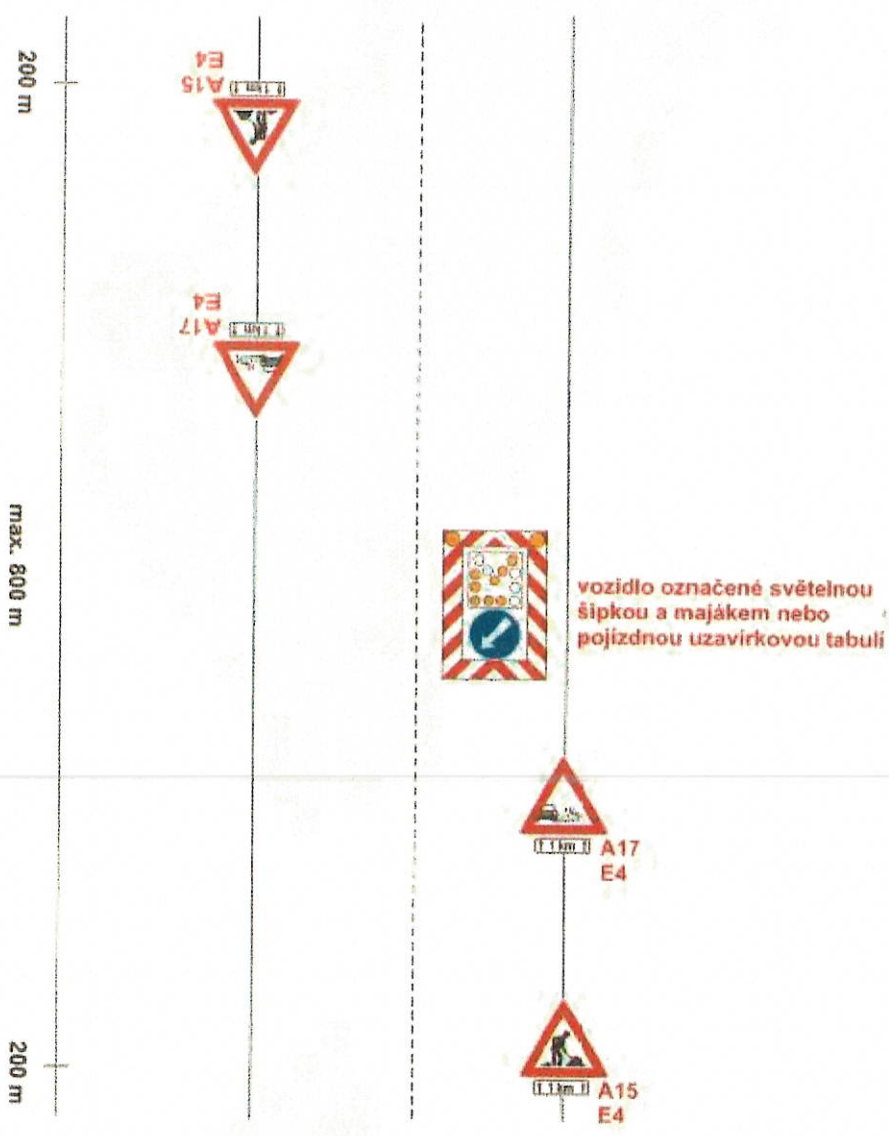 200 m
E4
A15
1 km
E4
A17
1 km
max. 800 m
vozidlo označené světelnou
šipkou a majákem nebo
pojízdnou uzavírkovou tabulí
1 km
A17
E4
200 m
1 km
A15
E4